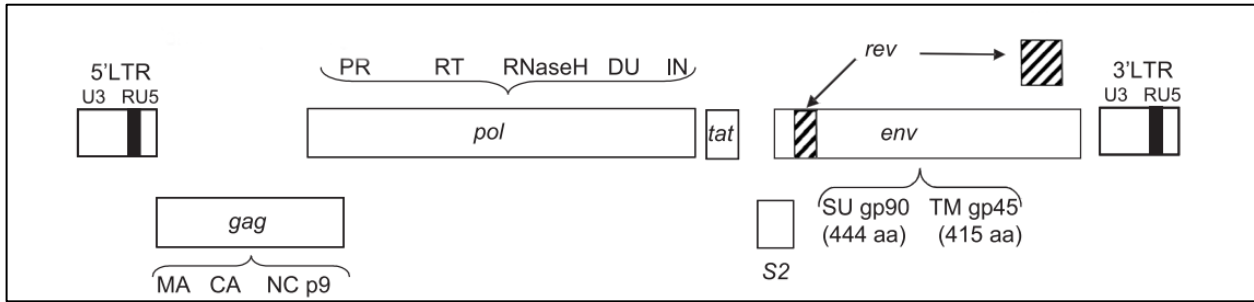 PR RT RNaseH DU IN
rev
5'LTR
U3 RU5
3'LTR
U3 RU5
pol
tat
env
gag
SU gp90 TM gp45
(444 aa) (415 aa)
S2
MA CA NC p9